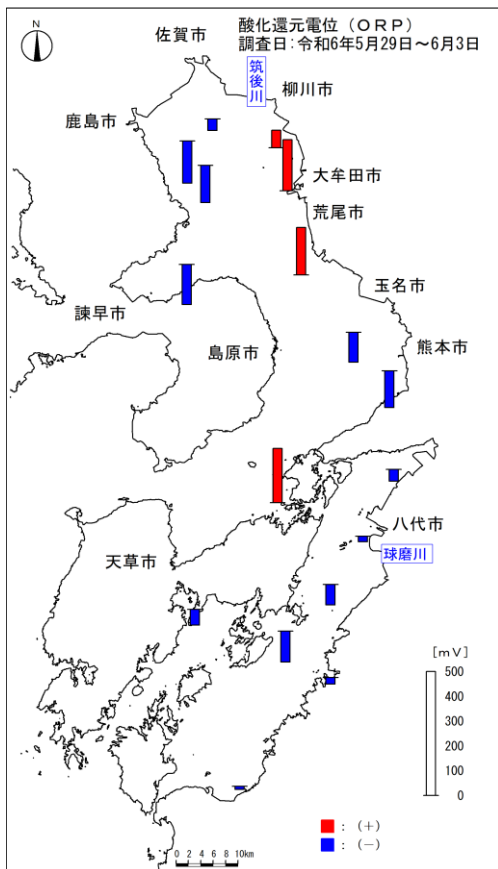 酸化還元電位(ORP)
調査日:令和6年5月29日~6月3日
N
佐賀市
筑後川
柳川市
鹿島市
大牟田市
荒尾市
玉名市
諫早市
島原市
熊本市
八代市
天草市
球磨川
[mV]
500
400
300
200
100
0
:(+)
:(-)
0 2 4 6 8 10km